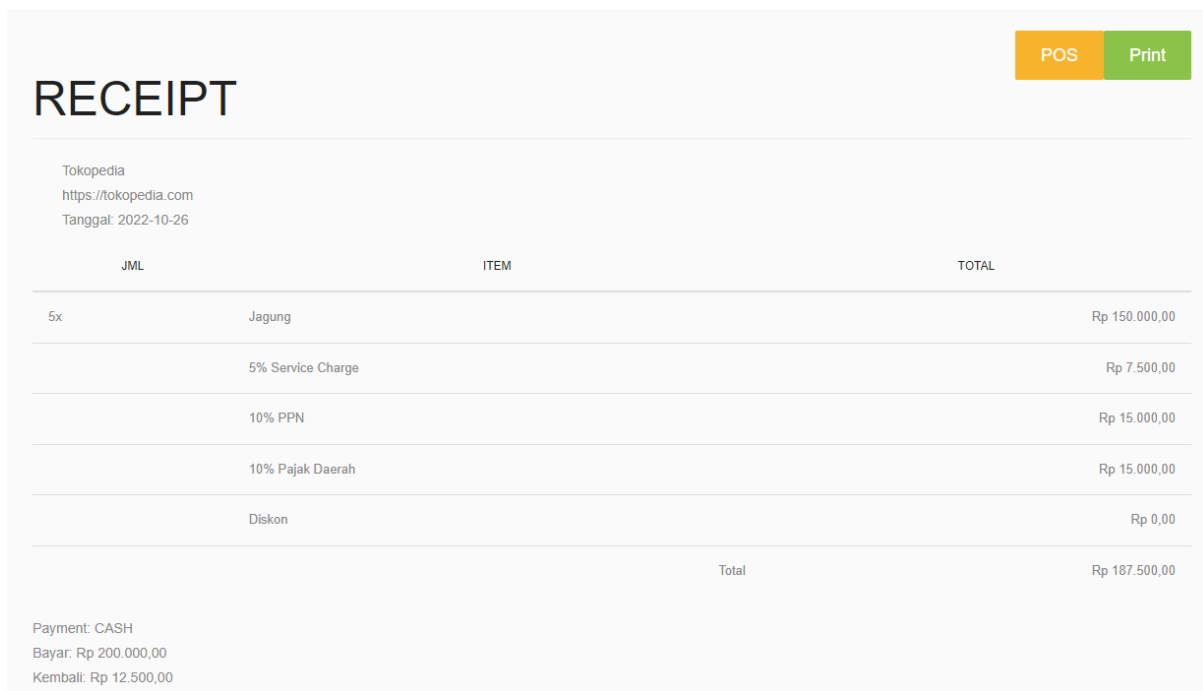 POS Print
RECEIPT
Tokopedia
https://tokopedia.com
Tanggal: 2022-10-26
JML ITEM TOTAL
5x Jagung Rp 150.000,00
5% Service Charge Rp 7.500,00
10% PPN Rp 15.000,00
10% Pajak Daerah Rp 15.000,00
Diskon Rp 0,00
Total Rp 187.500,00
Payment: CASH
Bayar: Rp 200.000,00
Kembali: Rp 12.500,00